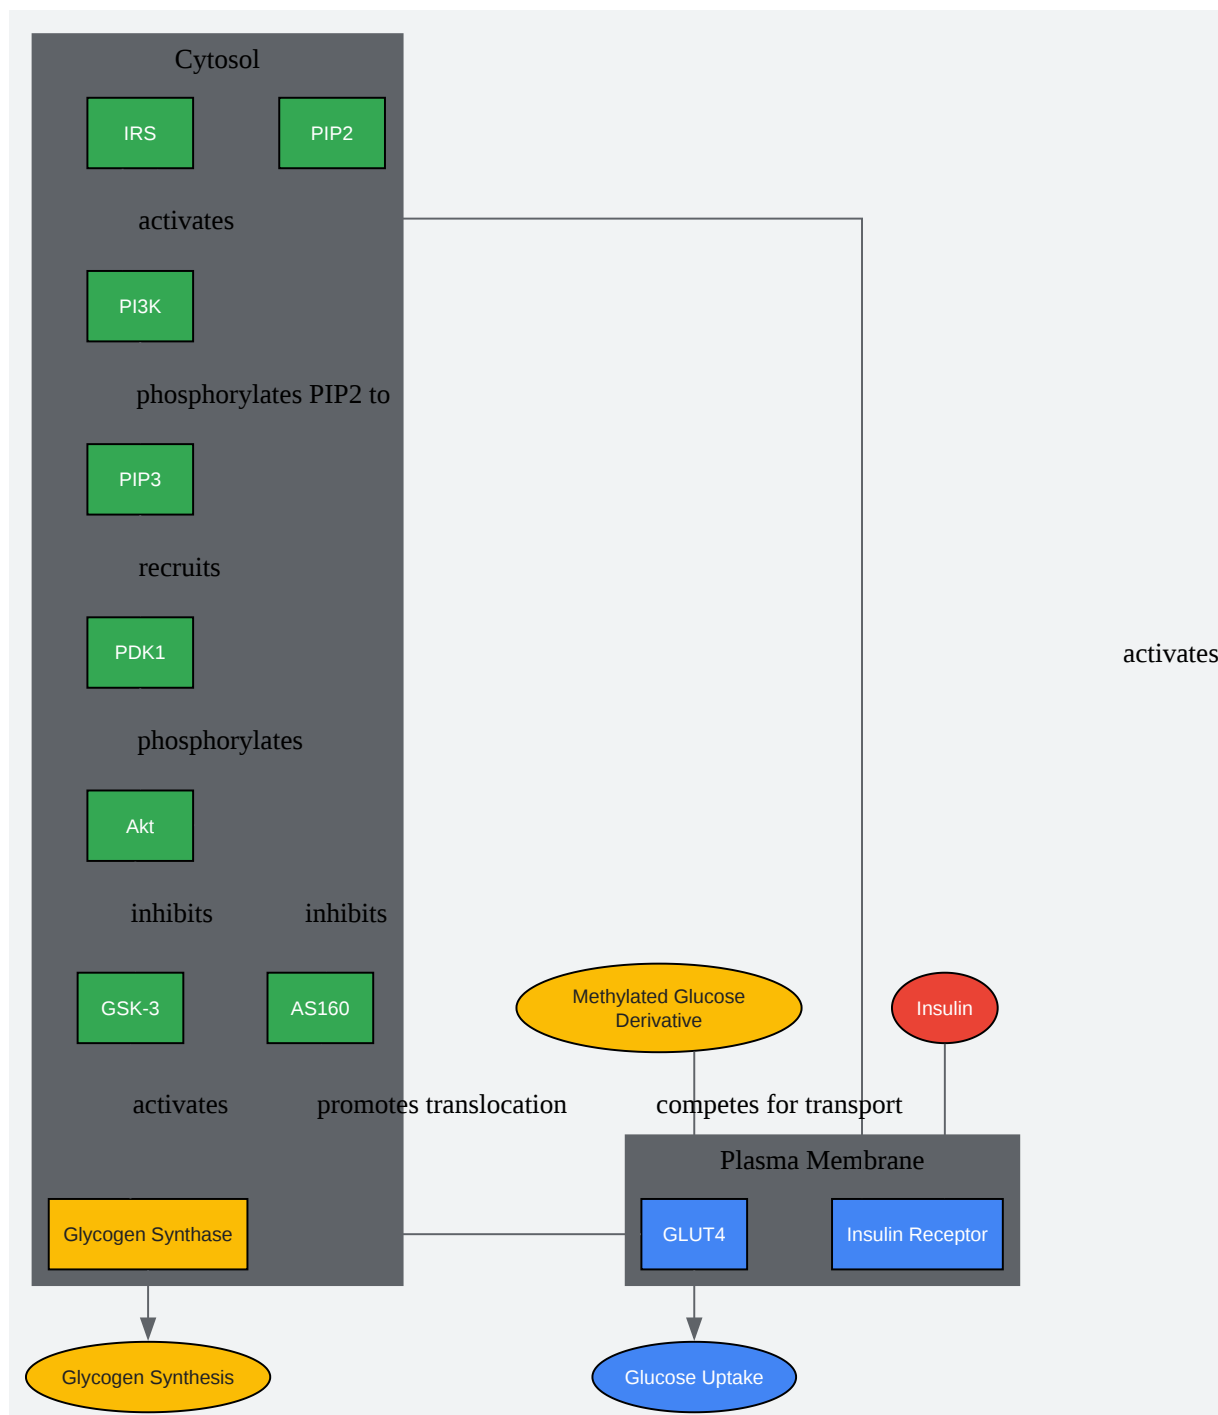 Cytosol
IRS
PIP2
activates
PI3K
phosphorylates PIP2 to
PIP3
recruits
PDK1
activates
phosphorylates
Akt
inhibits
inhibits
GSK-3
AS160
Methylated Glucose
Derivative
Insulin
activates
promotes translocation
competes for transport
Plasma Membrane
Glycogen Synthase
GLUT4
Insulin Receptor
Glycogen Synthesis
Glucose Uptake